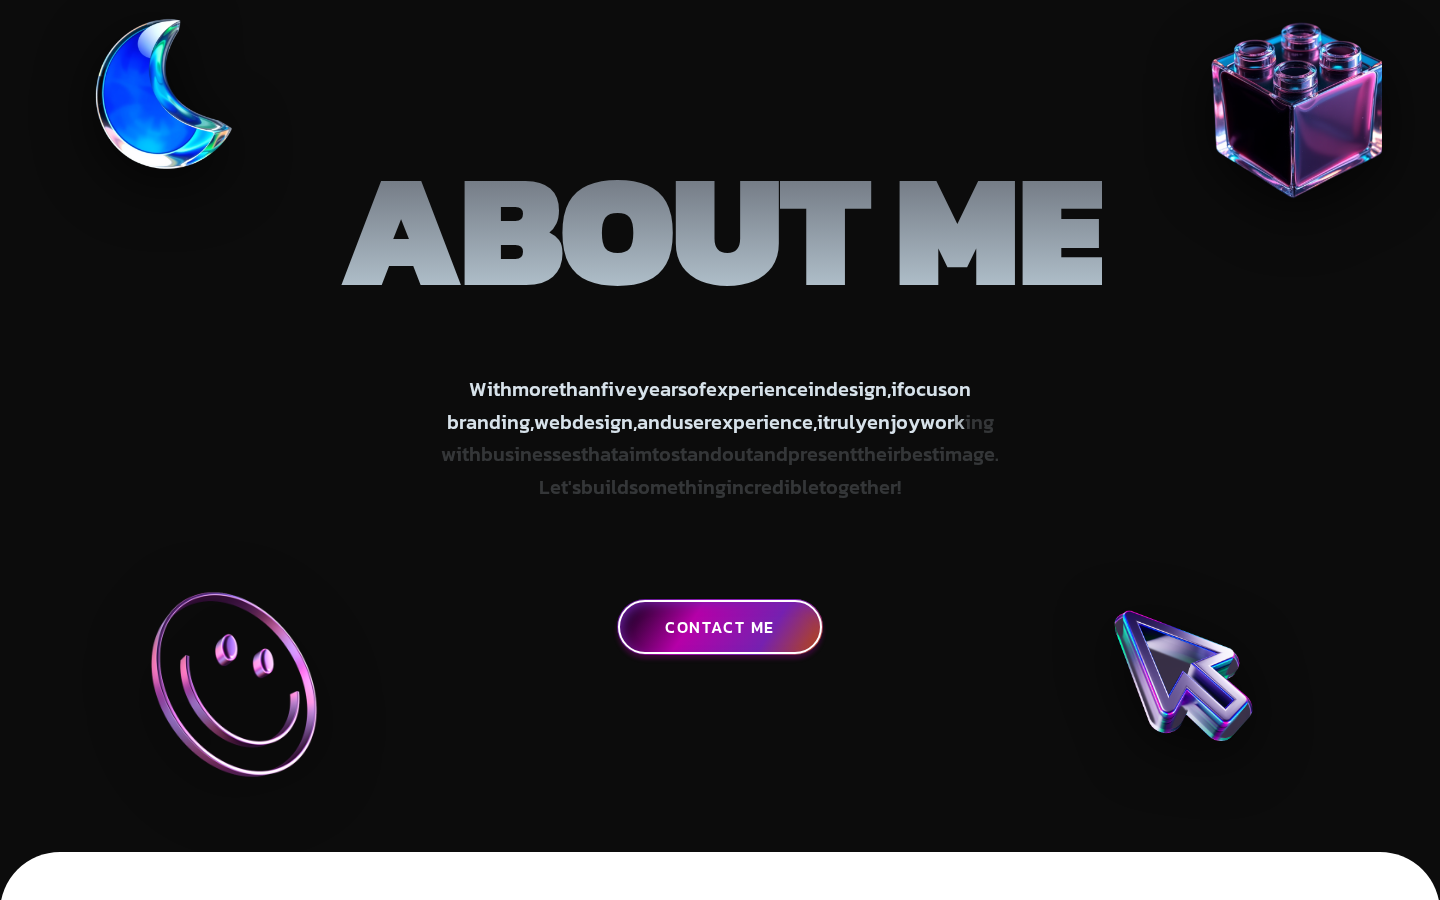 ABOUT ME
Withmorethanfiveyearsofexperienceindesign,ifocuson
branding,webdesign,anduserexperience,itrulyenjoyworking
withbusinessesthataimtostandoutandpresenttheirbestimage.
Let'sbuildsomethingincredibletogether!
CONTACT ME